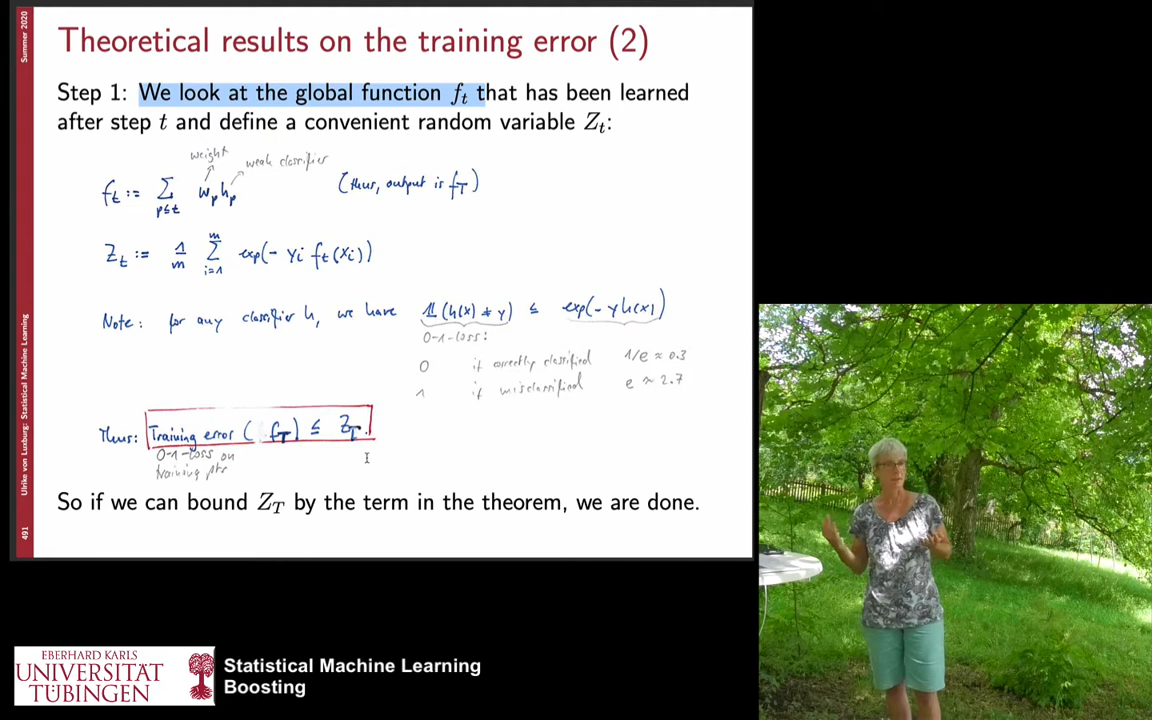 Summer 2020
Ulrike von Luxburg: Statistical Machine Learning
491
Theoretical results on the training error (2)
Step 1: We look at the global function fₜ that has been learned
after step t and define a convenient random variable Zₜ:
weight
weak classifier
fₜ := ∑_{p≤t} wₚhₚ (thus, output is f_T)
Zₜ := 1/m ∑_{i=1}^{m} exp(- yᵢ fₜ(xᵢ))
Note: for any classifier h, we have 𝟙(h(x) ≠ y) ≤ exp(-yh(x))
0-1-loss:
0 if correctly classified 1/e ≈ 0.3
1 if misclassified e ≈ 2.7
Thus: Training error (f_T) ≤ Z_T.
0-1-loss on
training pts
So if we can bound Z_T by the term in the theorem, we are done.
EBERHARD KARLS
UNIVERSITÄT
TÜBINGEN
Statistical Machine Learning
Boosting